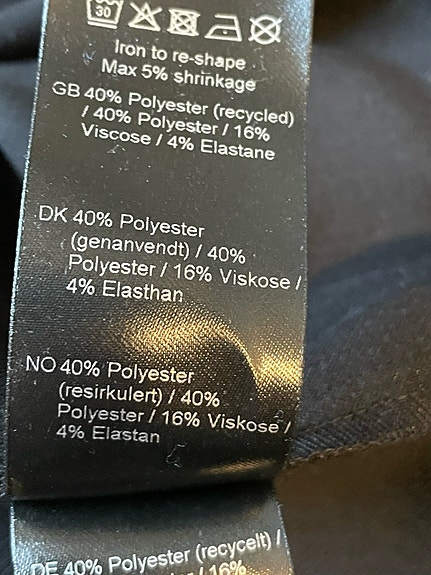 30
Iron to re-shape
Max 5% shrinkage
GB 40% Polyester (recycled)
/ 40% Polyester / 16%
Viscose / 4% Elastane
DK 40% Polyester
(genanvendt) / 40%
Polyester / 16% Viskose /
4% Elasthan
NO 40% Polyester
(resirkulert) / 40%
Polyester / 16% Viskose /
4% Elastan
DE 40% Polyester (recycelt) /
/ 16%